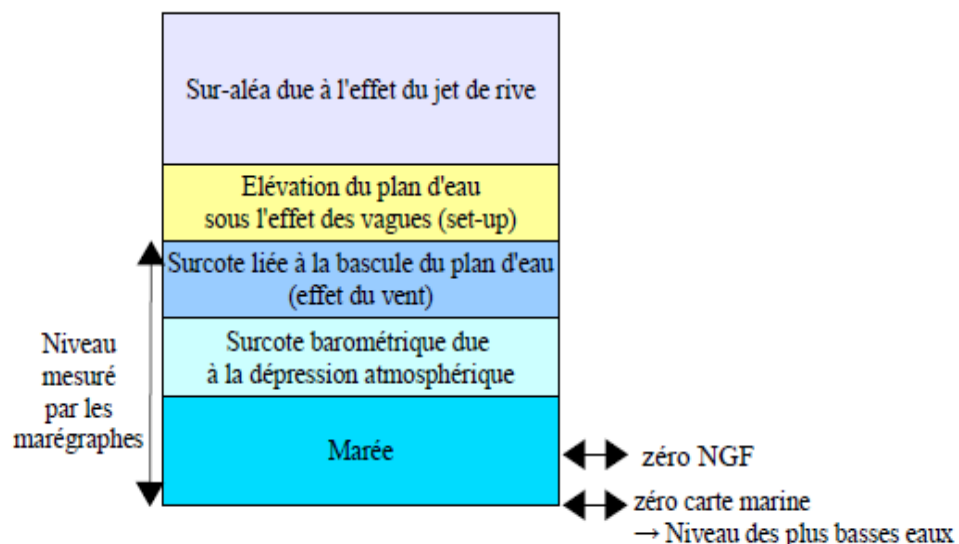 Sur-aléa due à l'effet du jet de rive
Elévation du plan d'eau
sous l'effet des vagues (set-up)
Surcote liée à la bascule du plan d'eau
(effet du vent)
Surcote barométrique due
à la dépression atmosphérique
Marée
Niveau
mesuré
par les
marégraphes
zéro NGF
zéro carte marine
→ Niveau des plus basses eaux